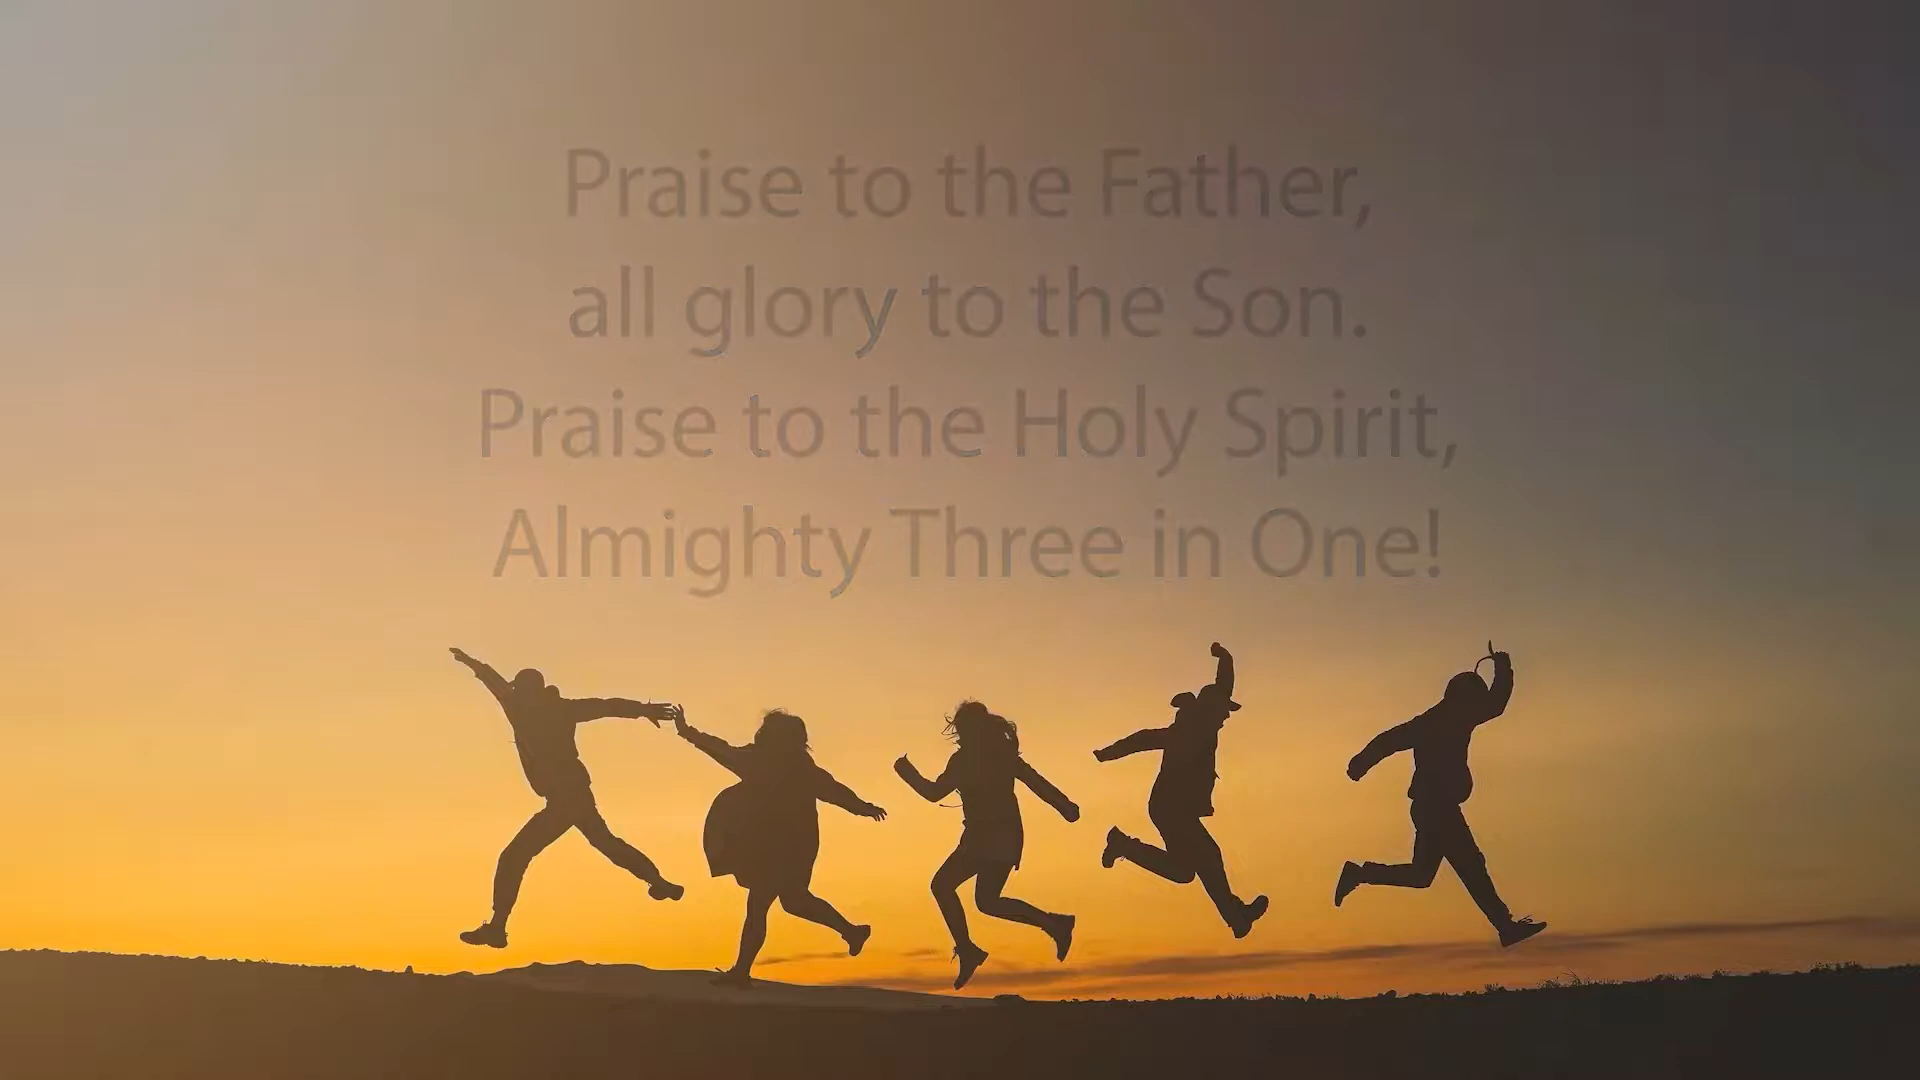 Praise to the Father,
all glory to the Son.
Praise to the Holy Spirit,
Almighty Three in One!